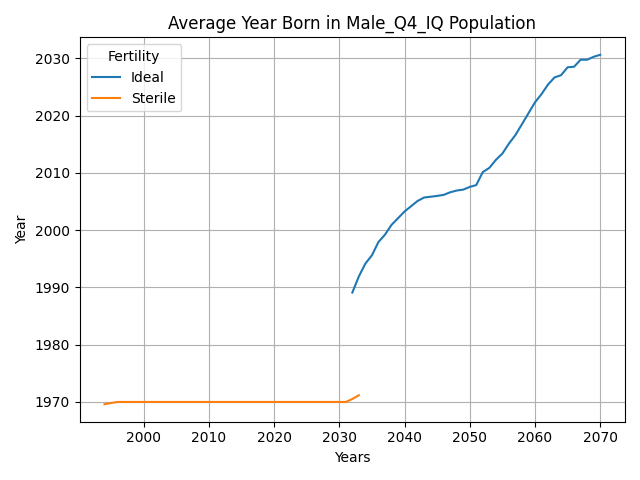 Average Year Born in Male_Q4_IQ Population
Fertility
Ideal
Sterile
Year
2030
2020
2010
2000
1990
1980
1970
2000 2010 2020 2030 2040 2050 2060 2070
Years